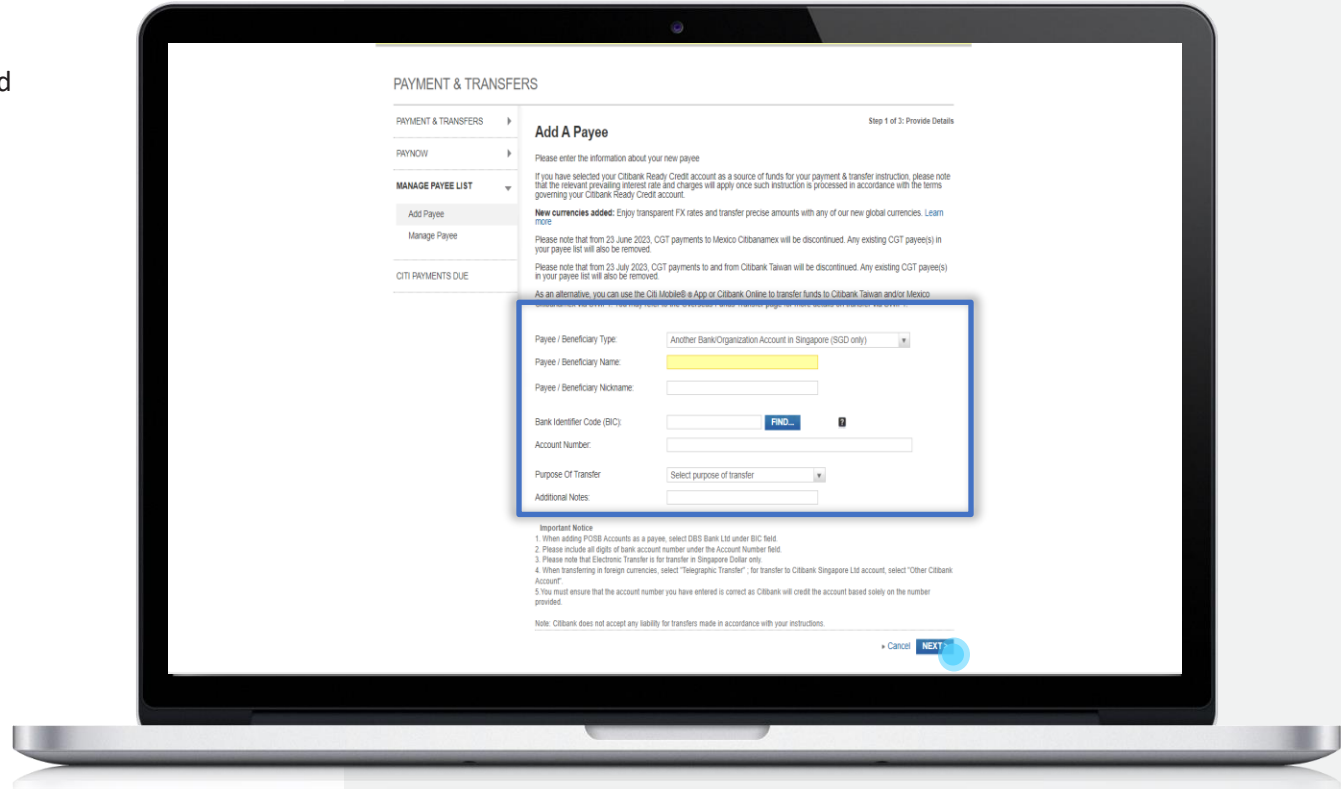 d
PAYMENT & TRANSFERS
PAYMENT & TRANSFERS
PAYNOW
MANAGE PAYEE LIST
Add Payee
Manage Payee
CITI PAYMENTS DUE
Step 1 of 3: Provide Details
Add A Payee
Please enter the information about your new payee
If you have selected your Citibank Ready Credit account as a source of funds for your payment & transfer instruction, please note
that the relevant prevailing interest rate and charges will apply once such instruction is processed in accordance with the terms
governing your Citibank Ready Credit account.
New currencies added: Enjoy transparent FX rates and transfer precise amounts with any of our new global currencies. Learn
more
Please note that from 23 June 2023, CGT payments to Mexico Citibanamex will be discontinued. Any existing CGT payee(s) in
your payee list will also be removed.
Please note that from 23 July 2023, CGT payments to and from Citibank Taiwan will be discontinued. Any existing CGT payee(s)
in your payee list will also be removed.
As an alternative, you can use the Citi Mobile® App or Citibank Online to transfer funds to Citibank Taiwan and/or Mexico
Payee / Beneficiary Type: Another Bank/Organization Account in Singapore (SGD only)
Payee / Beneficiary Name:
Payee / Beneficiary Nickname:
Bank Identifier Code (BIC): FIND... ?
Account Number:
Purpose Of Transfer Select purpose of transfer
Additional Notes:
Important Notice
1. When adding POSB Accounts as a payee, select DBS Bank Ltd under BIC field.
2. Please include all digits of bank account number under the Account Number field.
3. Please note that Electronic Transfer is for transfer in Singapore Dollar only.
4. When transferring in foreign currencies, select "Telegraphic Transfer" ; for transfer to Citibank Singapore Ltd account, select "Other Citibank
Account".
5.You must ensure that the account number you have entered is correct as Citibank will credit the account based solely on the number
provided.
Note: Citibank does not accept any liability for transfers made in accordance with your instructions.
Cancel NEXT